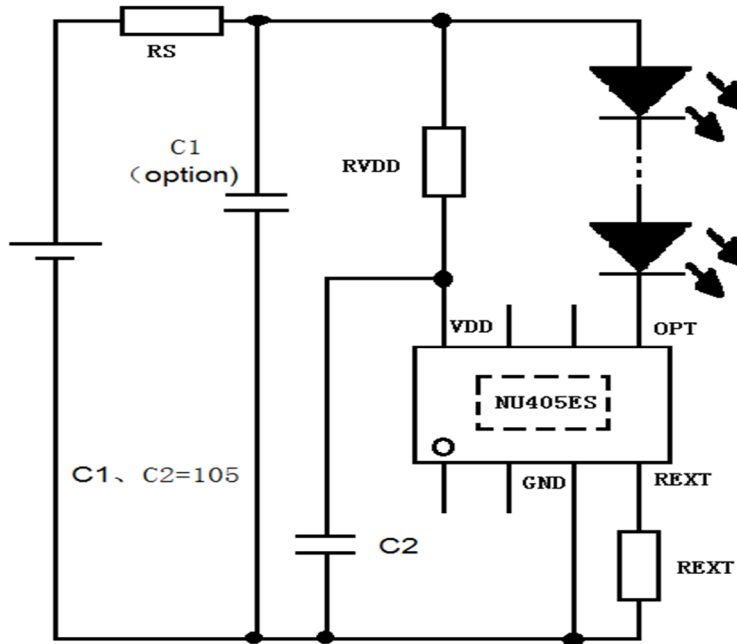 RS
C1
（option)
RVDD
VDD
OPT
NU405ES
C1、C2=105
GND
REXT
C2
REXT